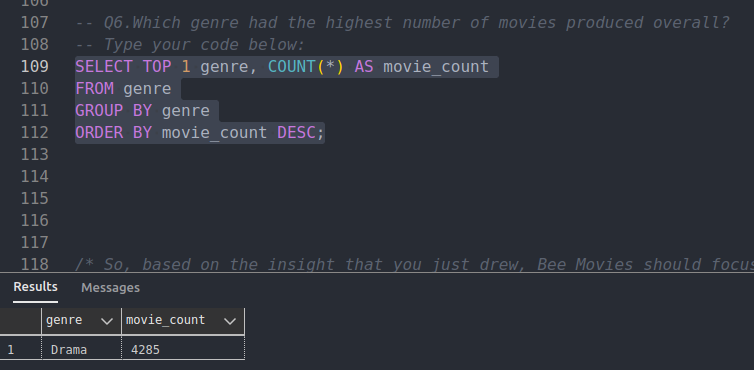 106
107 -- Q6.Which genre had the highest number of movies produced overall?
108 -- Type your code below:
109 SELECT TOP 1 genre, COUNT(*) AS movie_count
110 FROM genre
111 GROUP BY genre
112 ORDER BY movie_count DESC;
113
114
115
116
117
118 /* So, based on the insight that you just drew, Bee Movies should focus
Results Messages
genre movie_count
1 Drama 4285